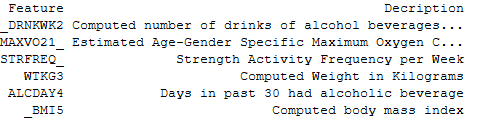 Feature Decription
_DRNKWK2 Computed number of drinks of alcohol beverages...
MAXVO21_ Estimated Age-Gender Specific Maximum Oxygen C...
STRFREQ_ Strength Activity Frequency per Week
WTKG3 Computed Weight in Kilograms
ALCDAY4 Days in past 30 had alcoholic beverage
_BMI5 Computed body mass index